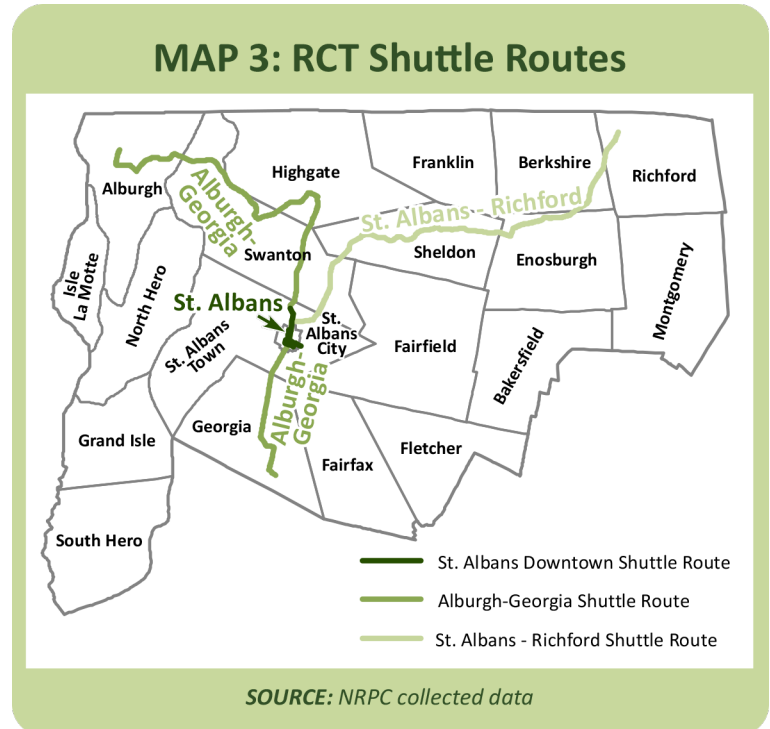 MAP 3: RCT Shuttle Routes
Franklin
Berkshire
Highgate
Richford
Alburgh
Alburgh-
Georgia
St. Albans - Richford
Swanton
Sheldon
Enosburgh
Isle
La Motte
North Hero
Montgomery
St. Albans
St. Albans
Town
St.
Albans
City
Fairfield
Bakersfield
Alburgh-
Georgia
Georgia
Grand Isle
Fletcher
Fairfax
South Hero
St. Albans Downtown Shuttle Route
Alburgh-Georgia Shuttle Route
St. Albans - Richford Shuttle Route
SOURCE: NRPC collected data